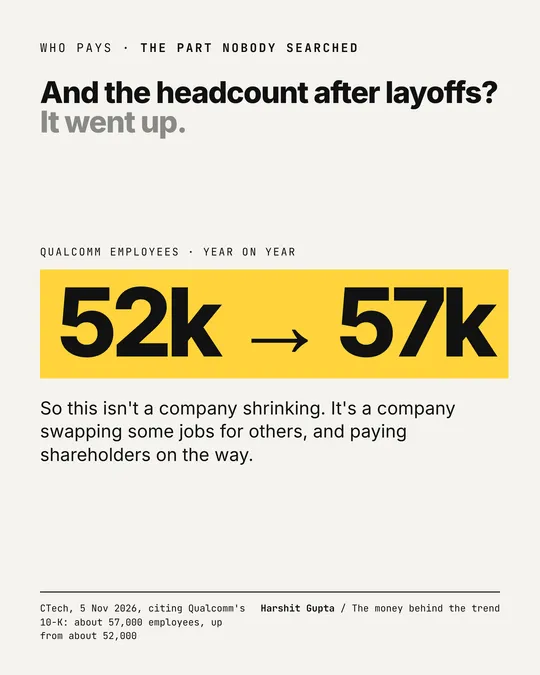 WHO PAYS · THE PART NOBODY SEARCHED
And the headcount after layoffs?
It went up.
QUALCOMM EMPLOYEES · YEAR ON YEAR
52k → 57k
So this isn't a company shrinking. It's a company
swapping some jobs for others, and paying
shareholders on the way.
CTech, 5 Nov 2026, citing Qualcomm's
10-K: about 57,000 employees, up
from about 52,000
Harshit Gupta / The money behind the trend